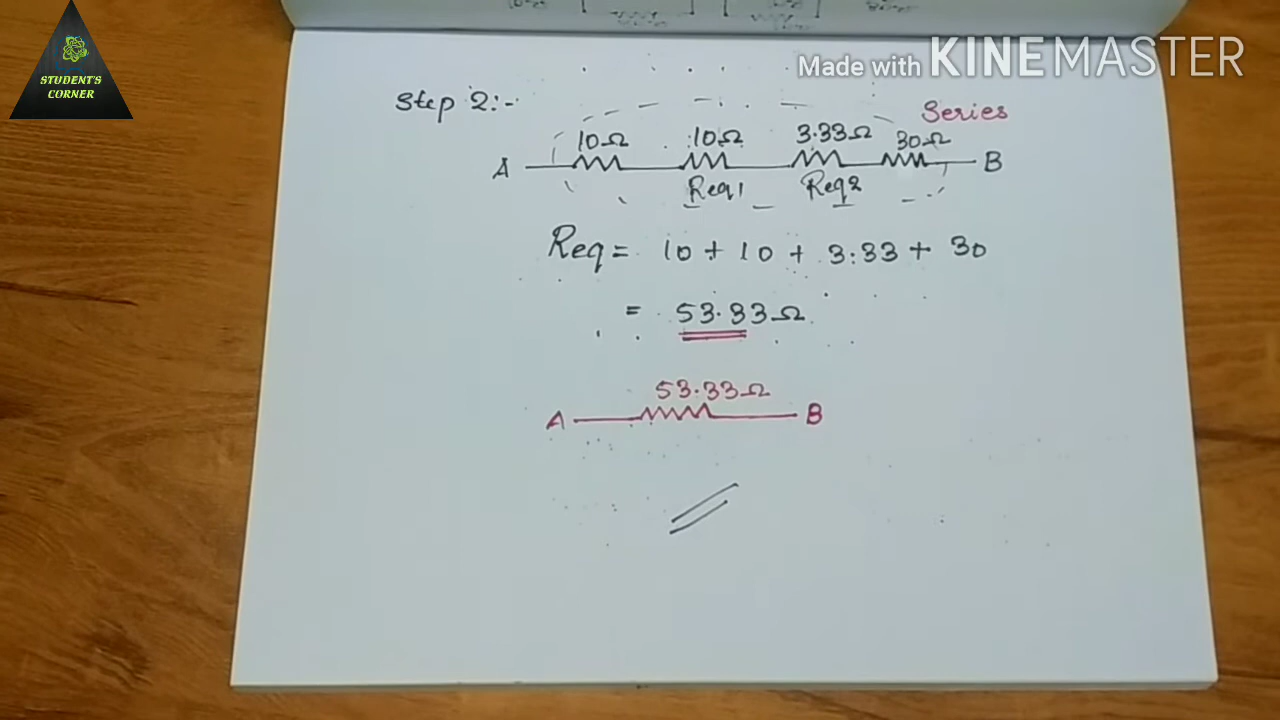 STUDENT'S
CORNER
Made with KINEMASTER
Step 2:-
Series
10Ω 10Ω 3.33Ω 30Ω
A B
Req1 Req2
Req = 10 + 10 + 3.33 + 30
= 53.33Ω
53.33Ω
A B